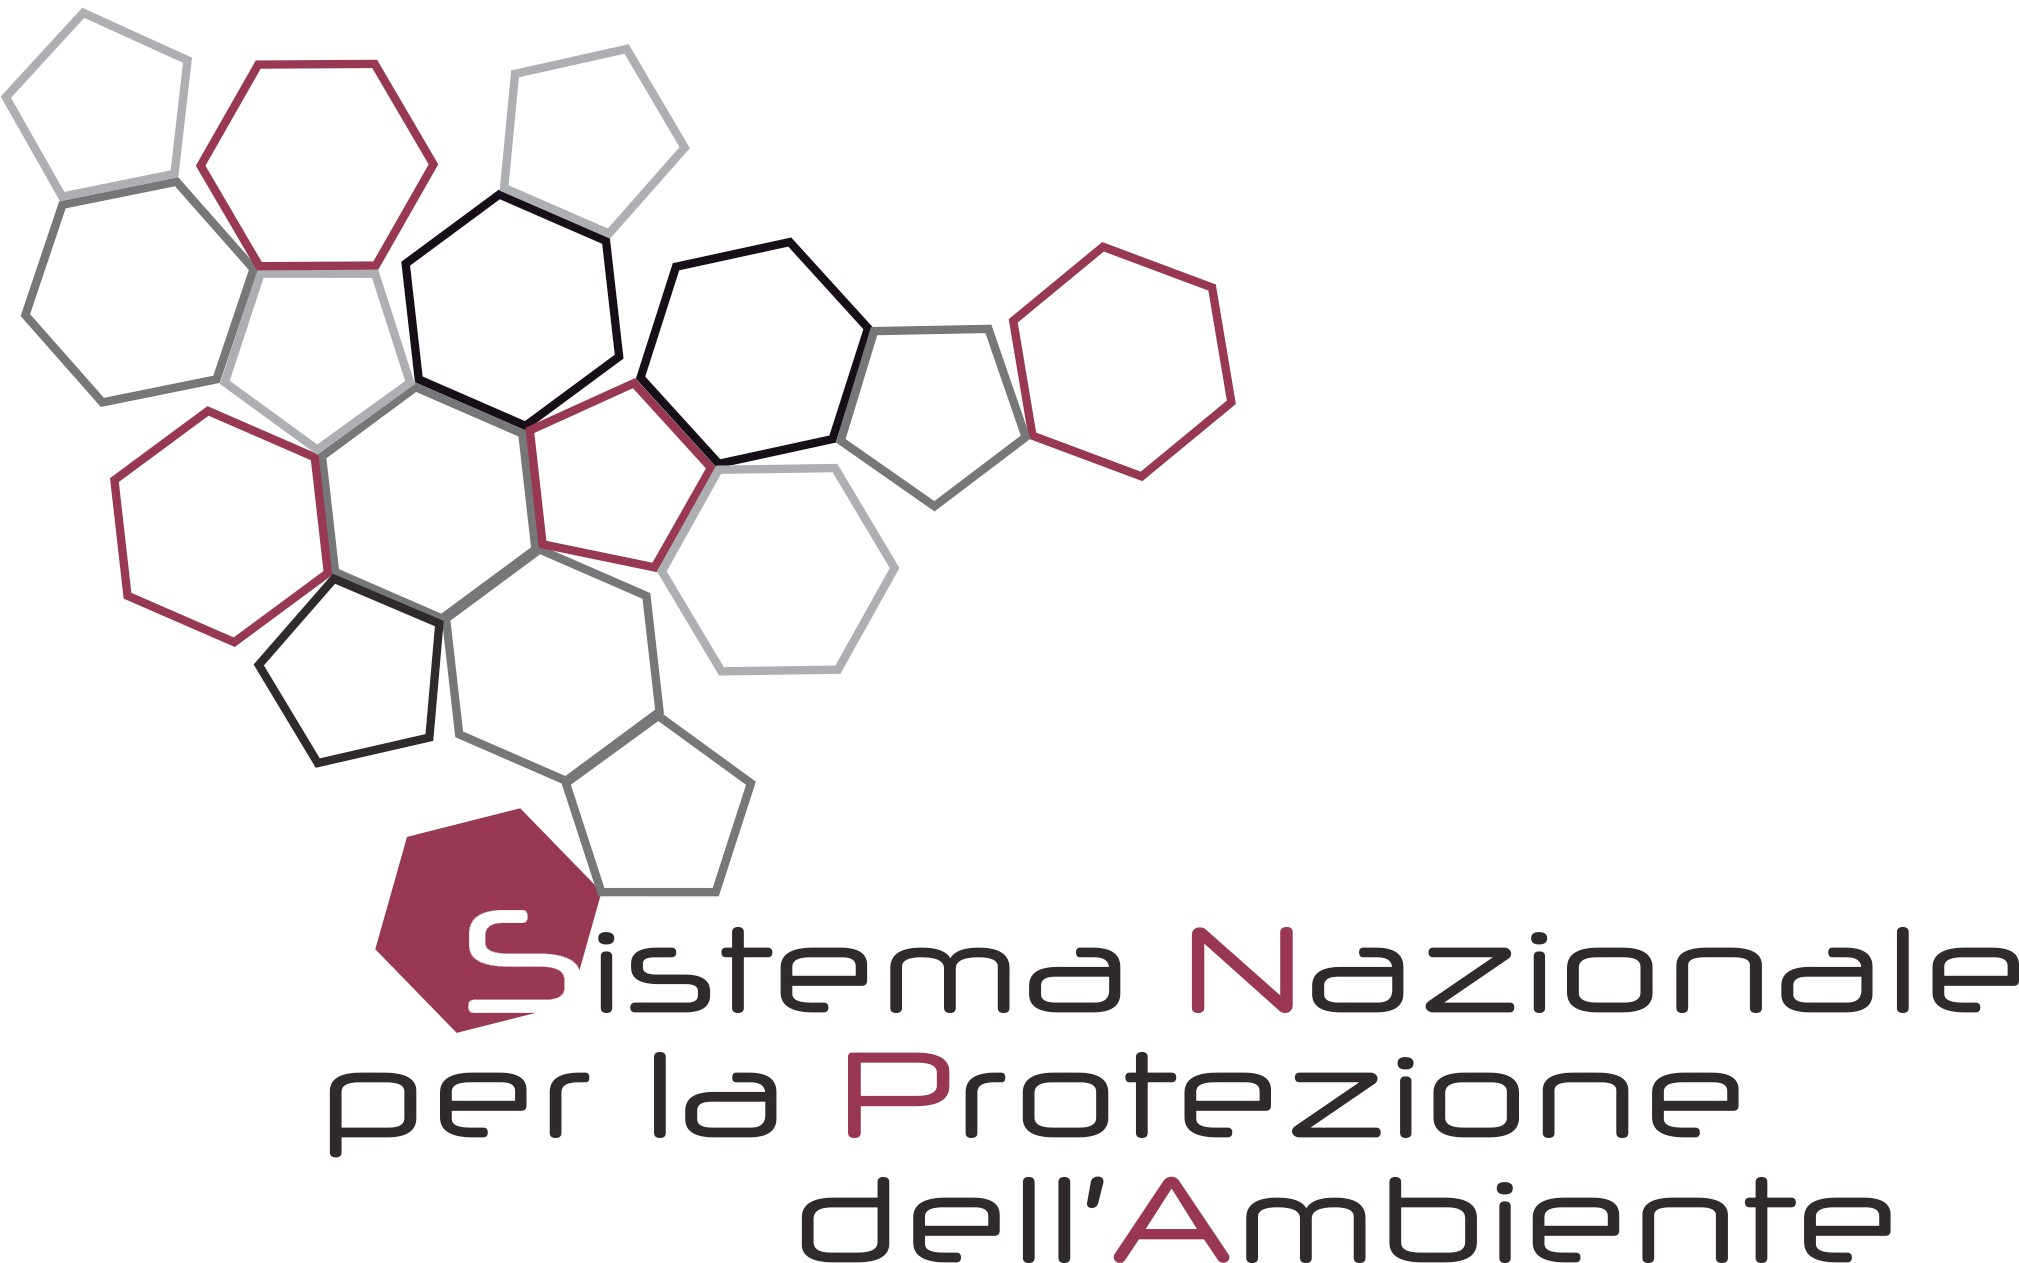 Sistema Nazionale
per la Protezione
dell'Ambiente